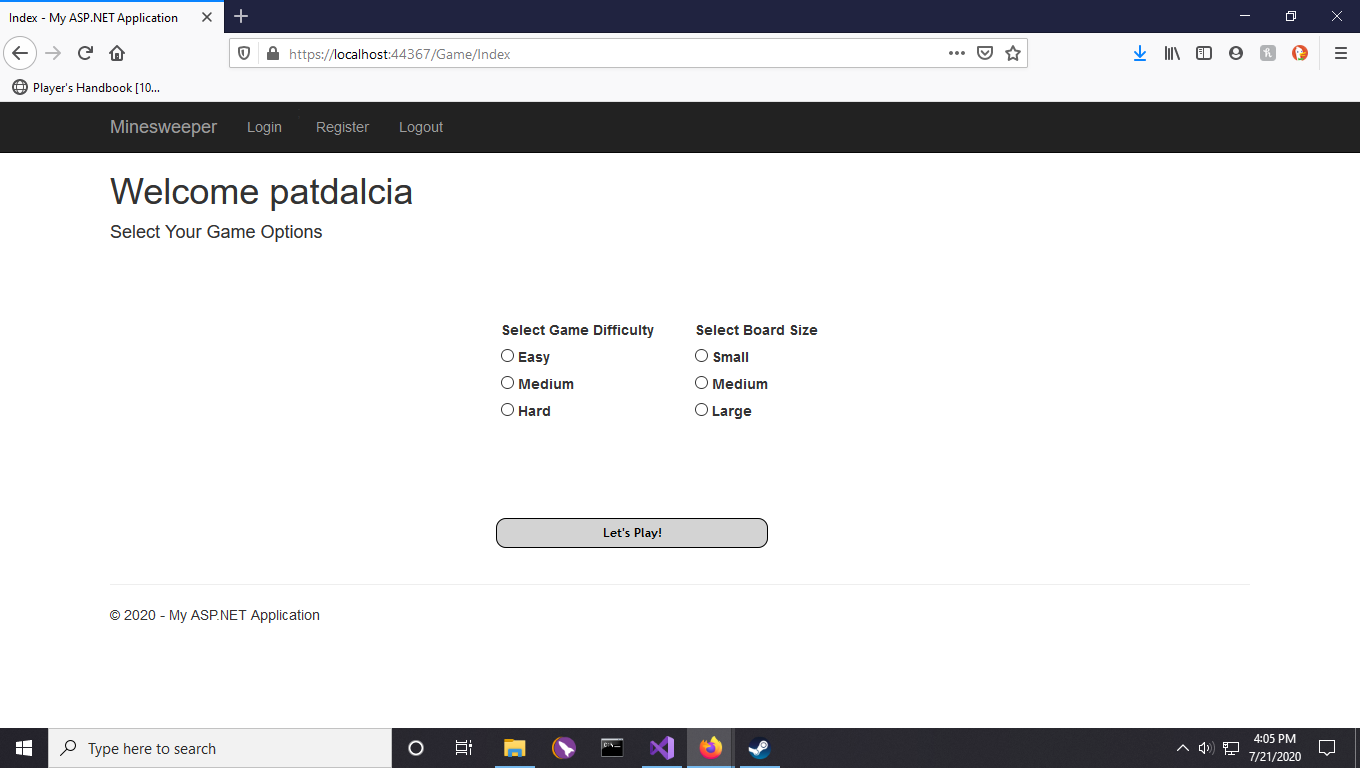 Index - My ASP.NET Application
https://localhost:44367/Game/Index
Player's Handbook [10...
Minesweeper Login Register Logout
Welcome patdalcia
Select Your Game Options
Select Game Difficulty Select Board Size
Easy Small
Medium Medium
Hard Large
Let's Play!
© 2020 - My ASP.NET Application
Type here to search
4:05 PM
7/21/2020